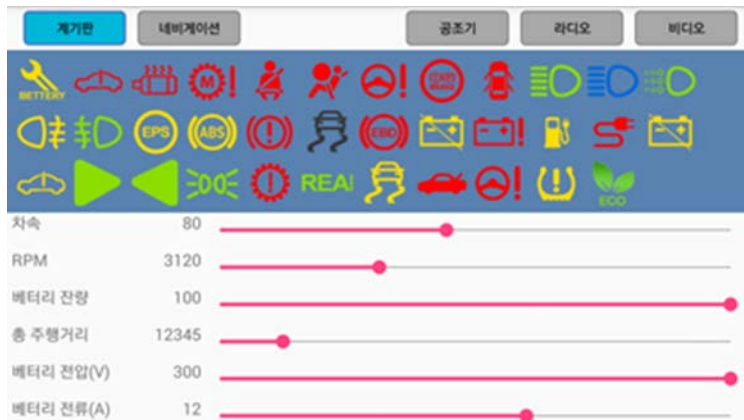 계기판 네비게이션 공조기 라디오 비디오
BETTERY M
EPS ABS EBD
REA ECO
차속 80
RPM 3120
베터리 잔량 100
총 주행거리 12345
베터리 전압(V) 300
베터리 전류(A) 12